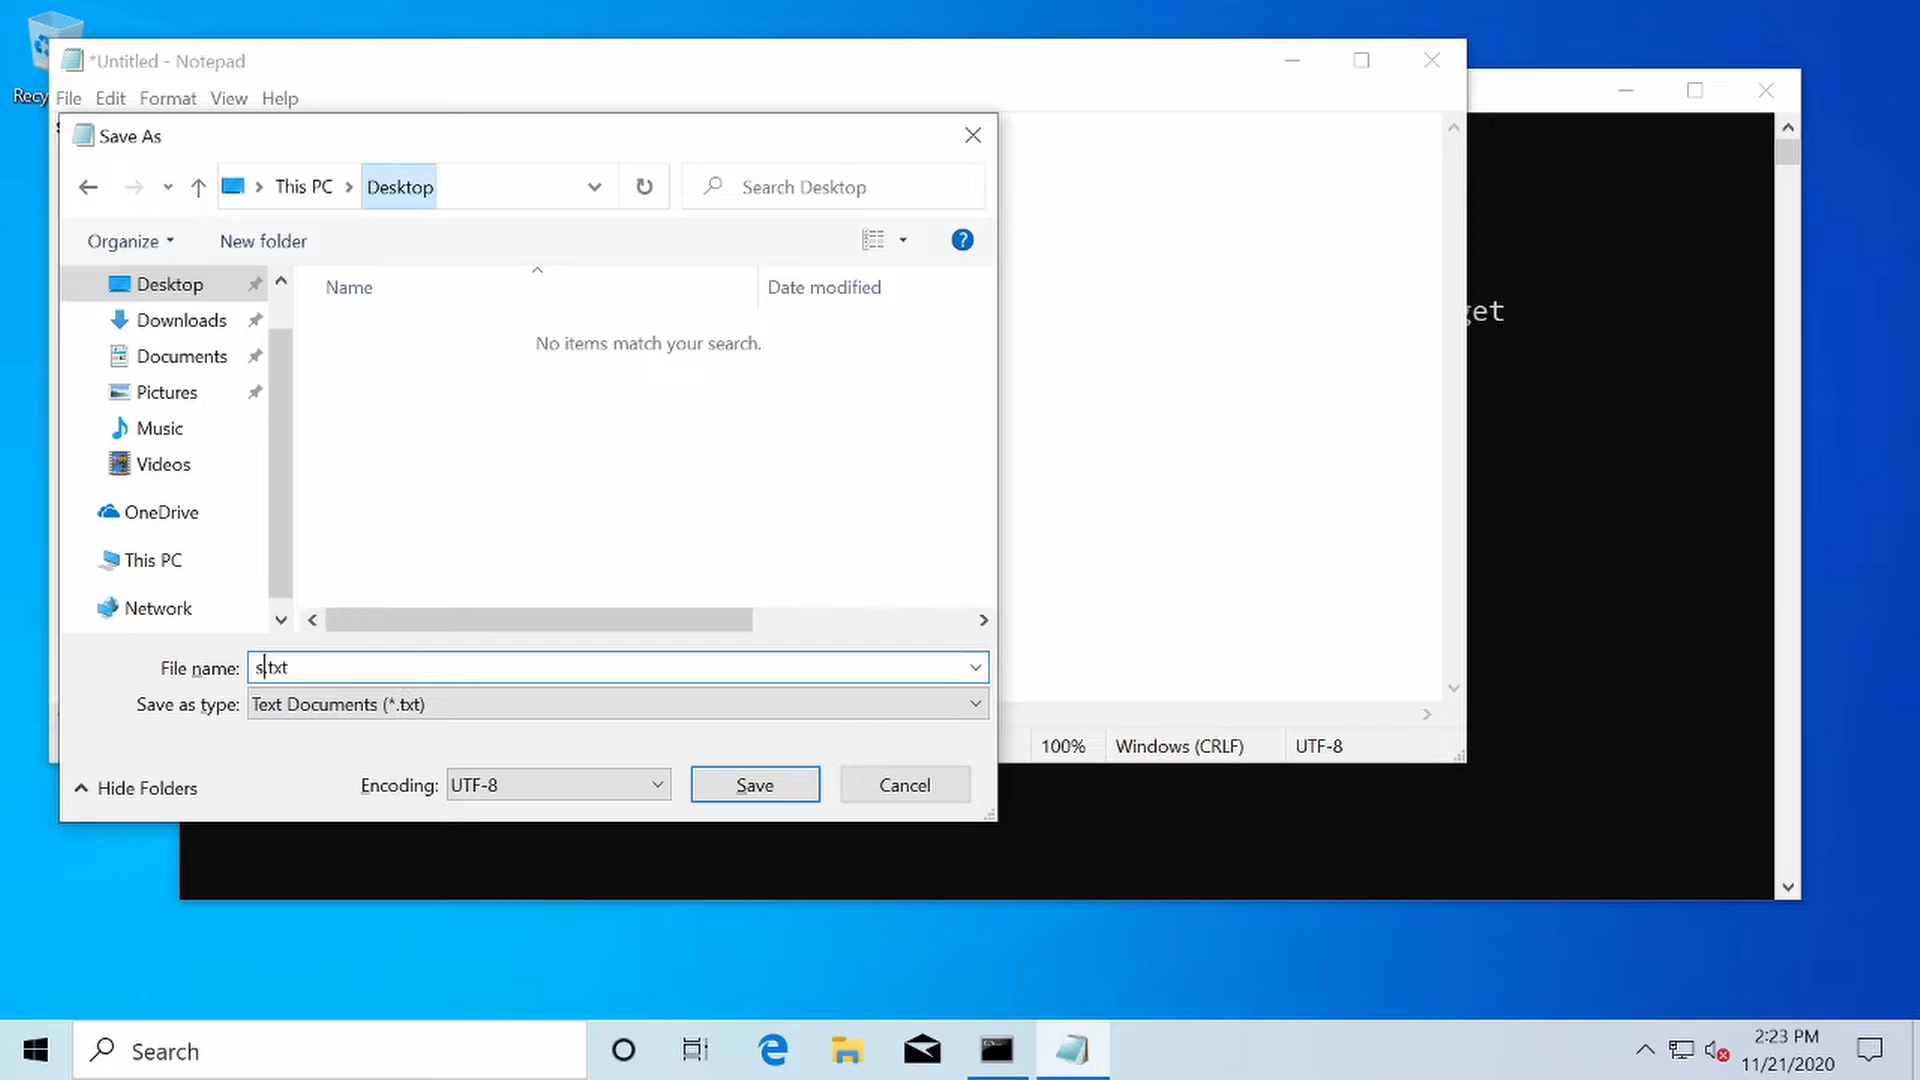 *Untitled - Notepad
Recy
File Edit Format View Help
Save As
This PC Desktop
Search Desktop
Organize New folder
?
Name Date modified
Desktop
Downloads
Documents
Pictures
Music
Videos
OneDrive
This PC
Network
No items match your search.
get
File name: s.txt
Save as type: Text Documents (*.txt)
Hide Folders Encoding: UTF-8 Save Cancel
100% Windows (CRLF) UTF-8
Search
2:23 PM
11/21/2020